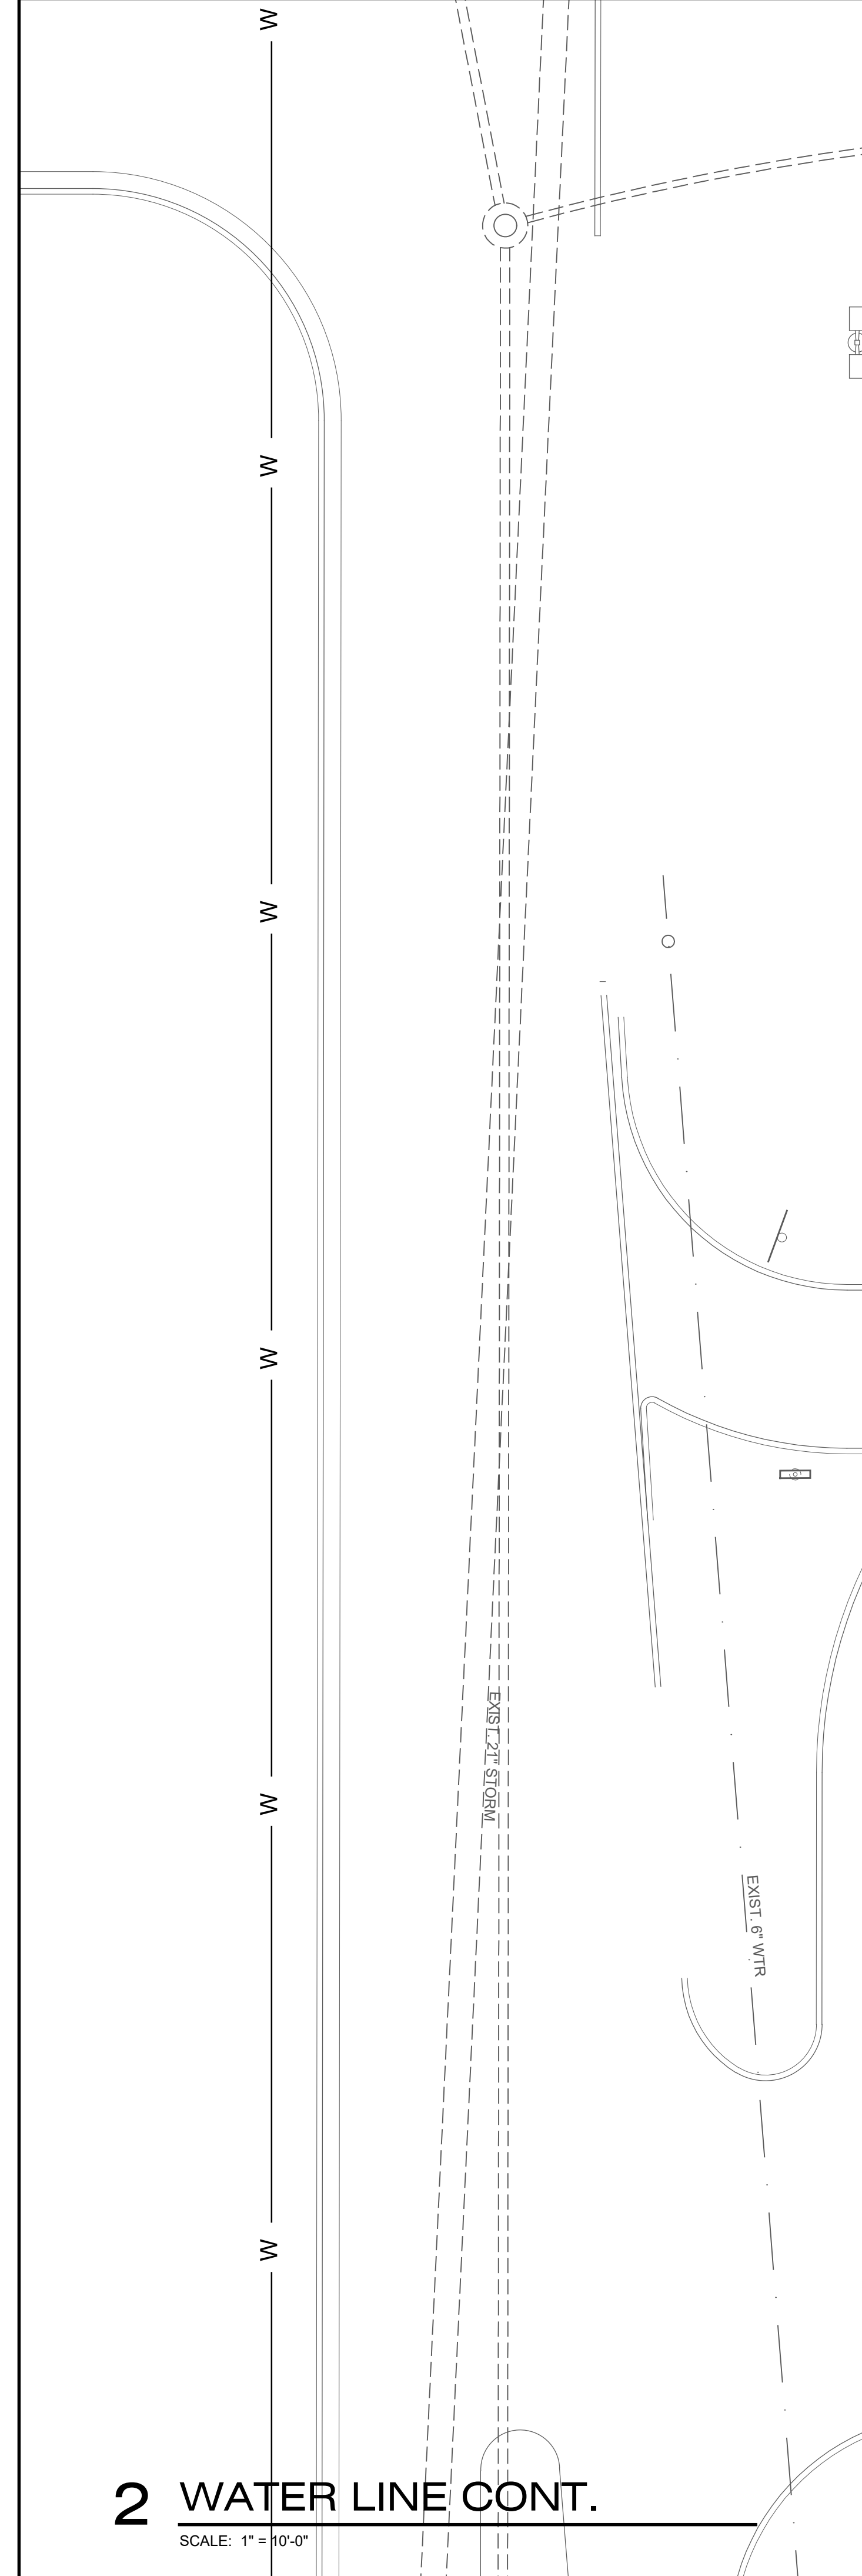 W
W
W
W
EXIST. 21" STORM
W
EXIST. 6" WTR
W
2 WATER LINE CONT.
SCALE: 1" = 10'-0"